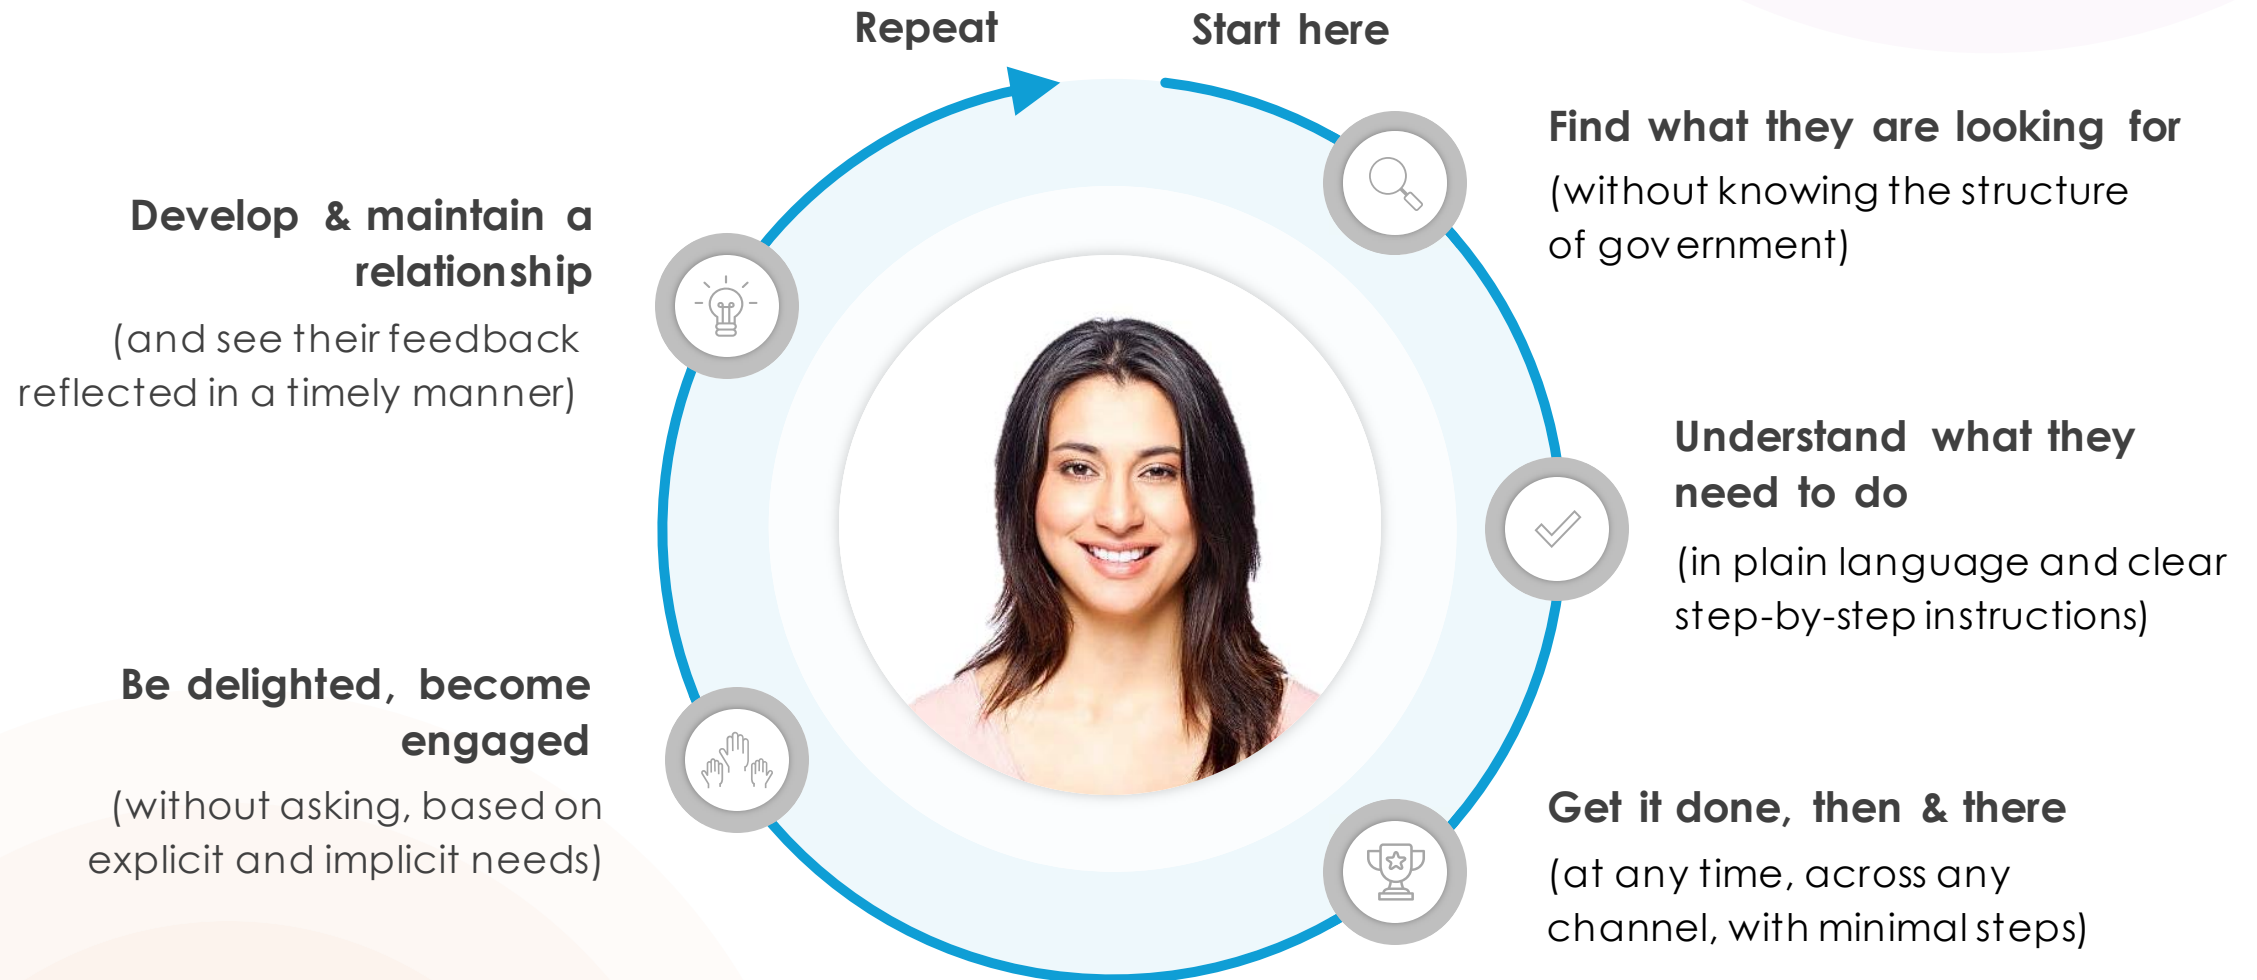 Repeat
Start here
Find what they are looking for
(without knowing the structure
of government)
Understand what they
need to do
(in plain language and clear
step-by-step instructions)
Get it done, then & there
(at any time, across any
channel, with minimal steps)
Be delighted, become
engaged
(without asking, based on
explicit and implicit needs)
Develop & maintain a
relationship
(and see their feedback
reflected in a timely manner)